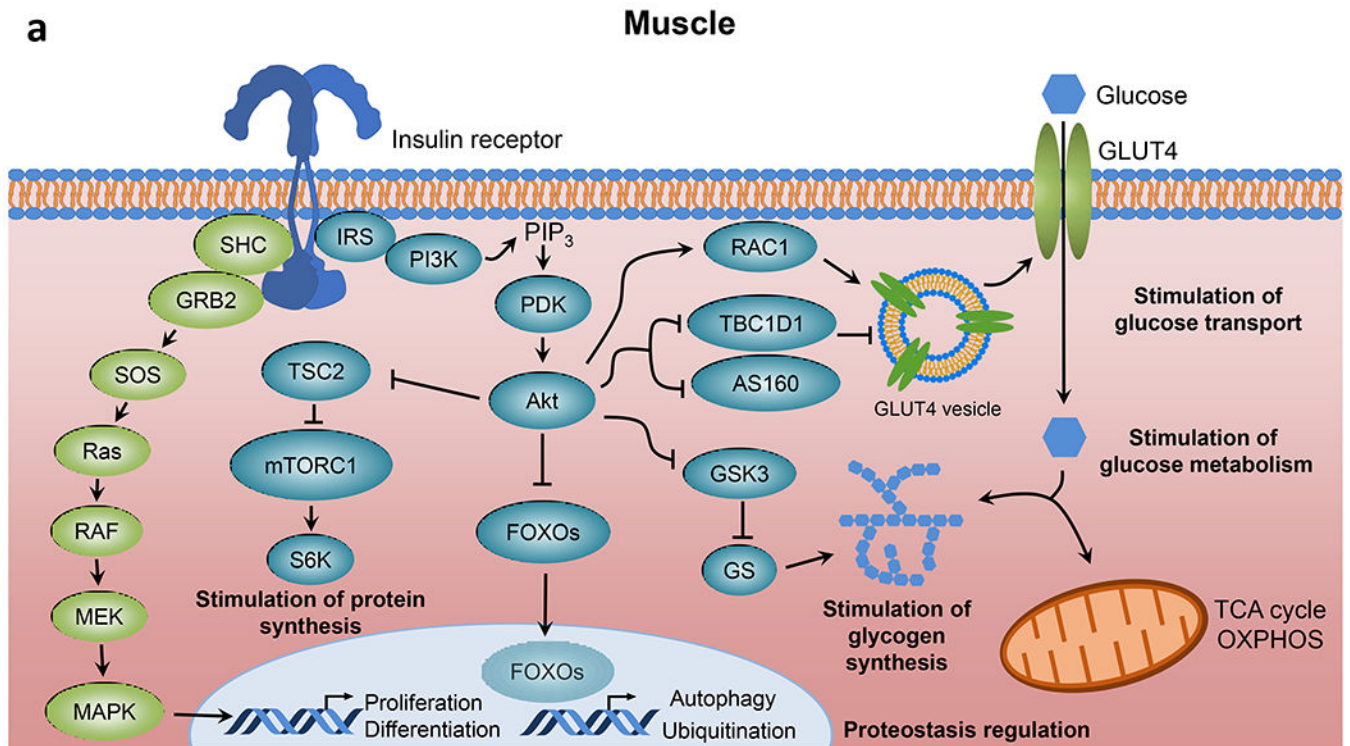 a
Muscle
Glucose
Insulin receptor
GLUT4
SHC
IRS
PI3K
PIP3
RAC1
GRB2
PDK
TBC1D1
Stimulation of
glucose transport
SOS
TSC2
Akt
AS160
GLUT4 vesicle
Ras
mTORC1
GSK3
Stimulation of
glucose metabolism
RAF
S6K
FOXOs
GS
Stimulation of protein
synthesis
MEK
Stimulation of
glycogen
synthesis
TCA cycle
OXPHOS
FOXOs
MAPK
Proliferation
Differentiation
Autophagy
Ubiquitination
Proteostasis regulation